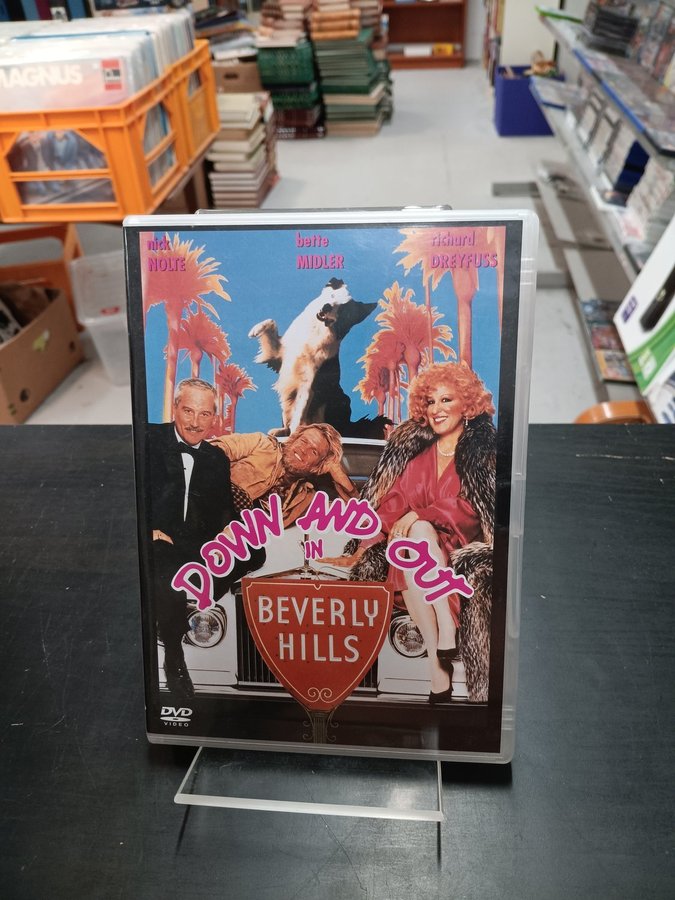 MAGNUS
nick
NOLTE
bette
MIDLER
richard
DREYFUSS
DOWN AND OUT
IN
BEVERLY
HILLS
DVD
VIDEO